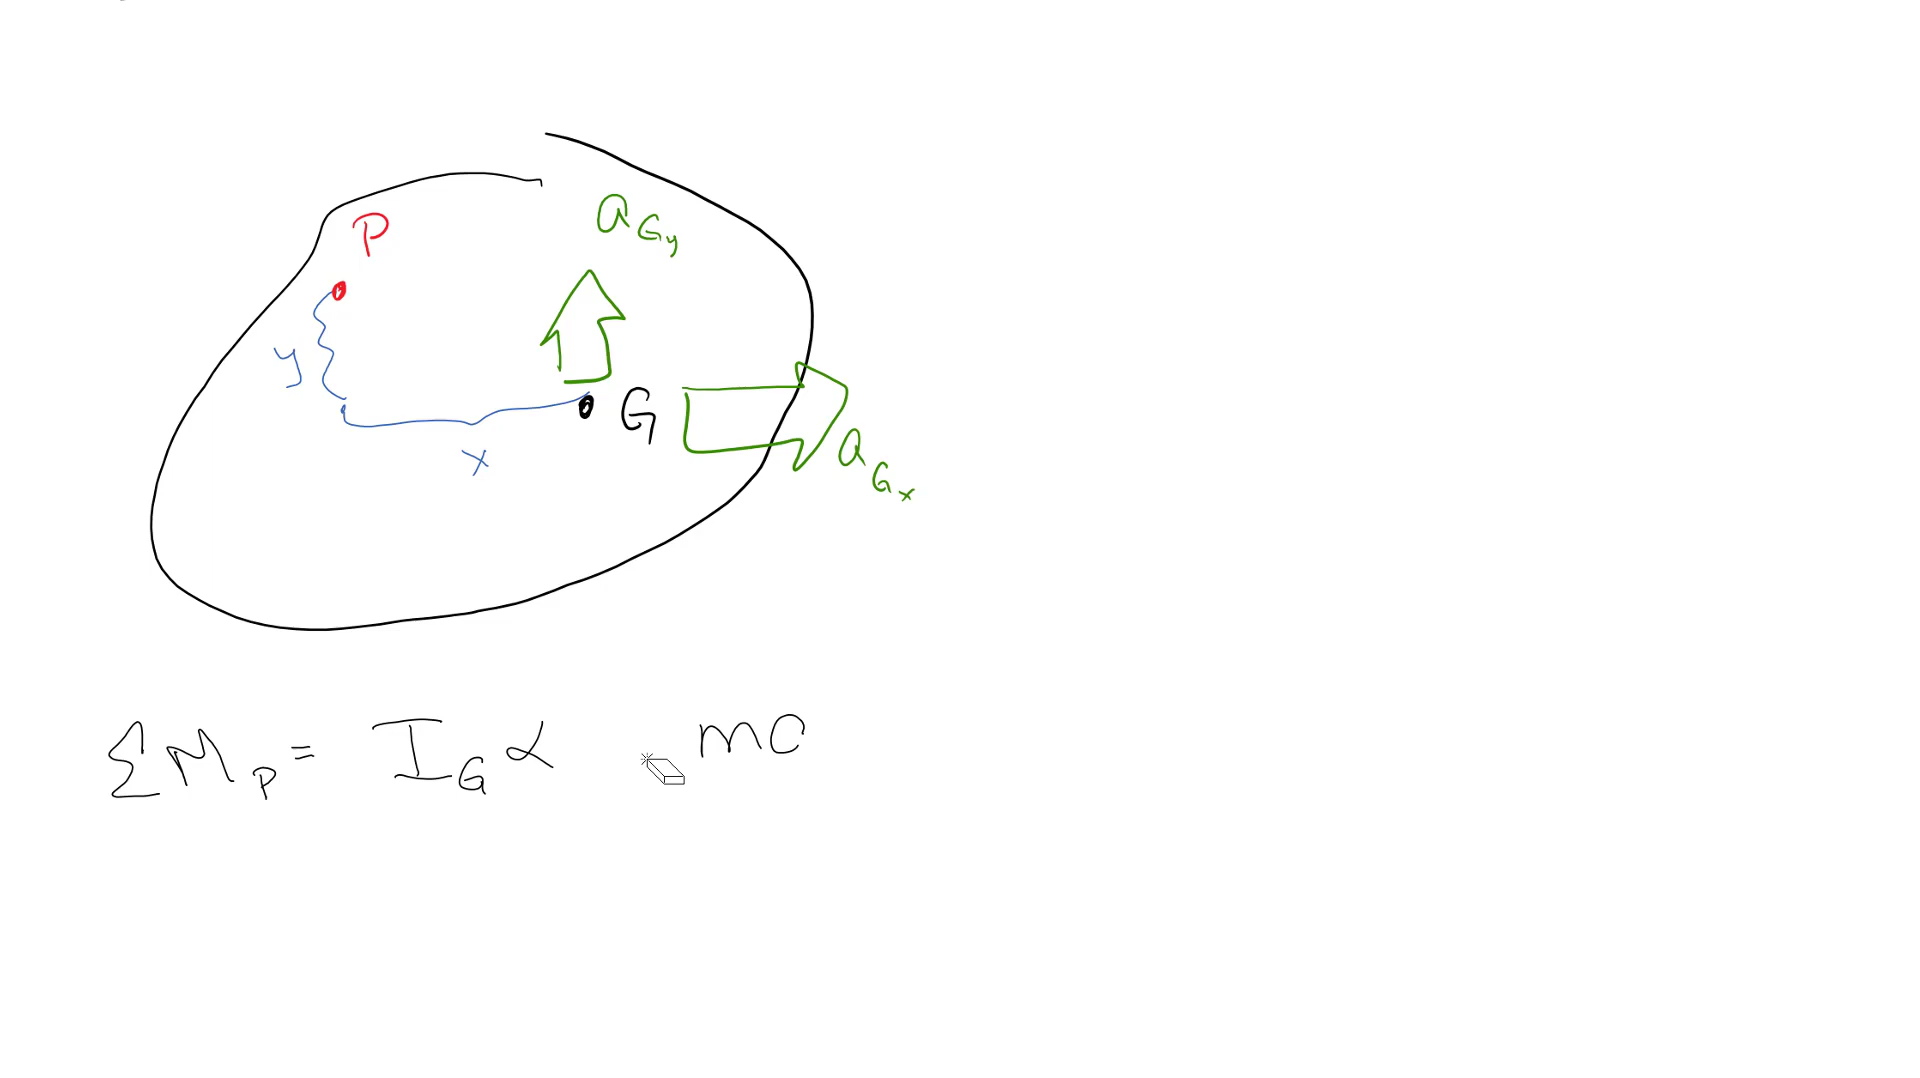 P
a_Gy
y
G
a_Gx
x
ΣM_P = I_G α   m a